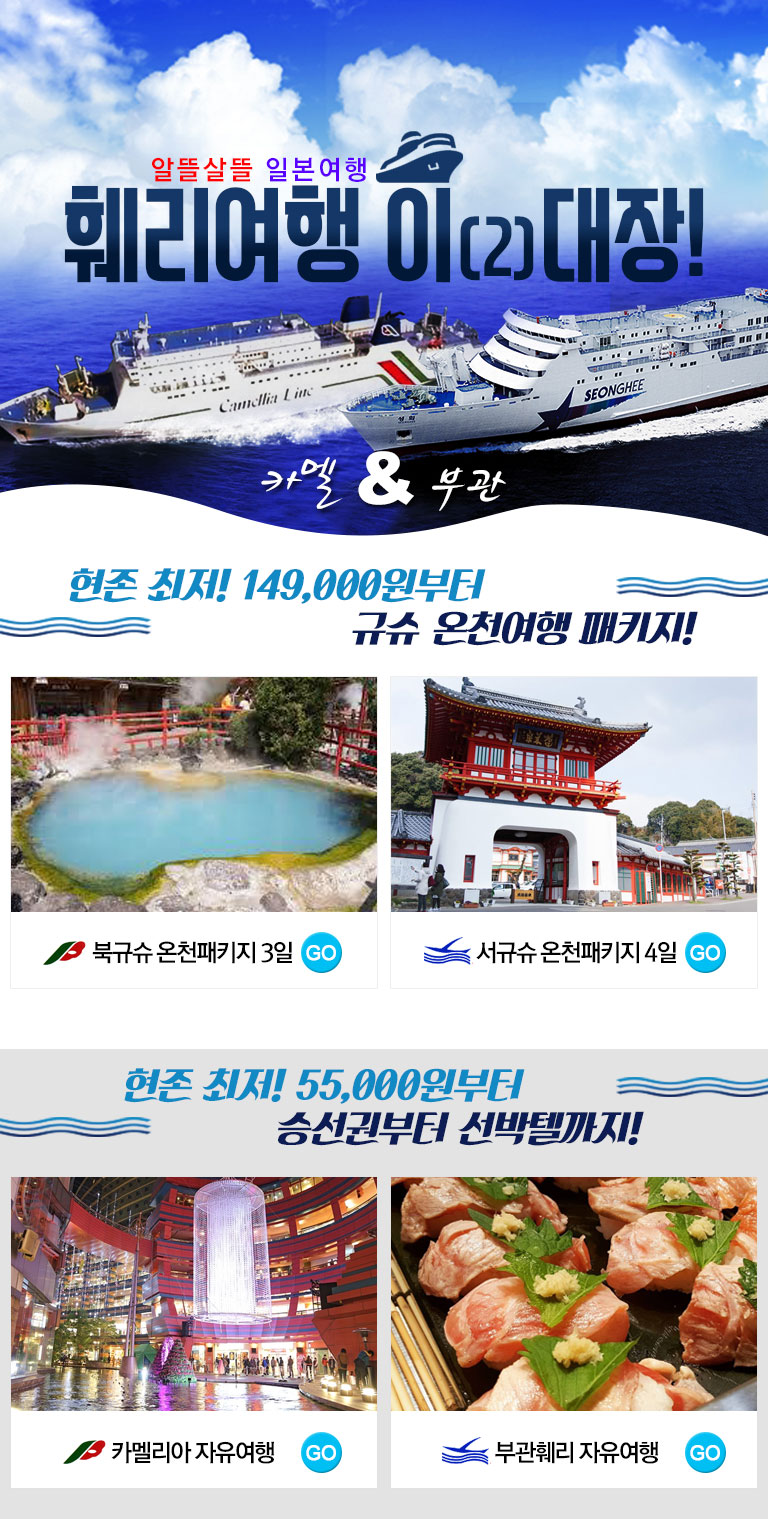 알뜰살뜰 일본여행
훼리여행 이(2)대장!
Camellia Line
SEONGHEE
성희
카멜 & 부관
현존 최저! 149,000원부터
규슈 온천여행 패키지!
북규슈 온천패키지 3일 GO
서규슈 온천패키지 4일 GO
현존 최저! 55,000원부터
승선권부터 선박텔까지!
카멜리아 자유여행 GO
부관훼리 자유여행 GO